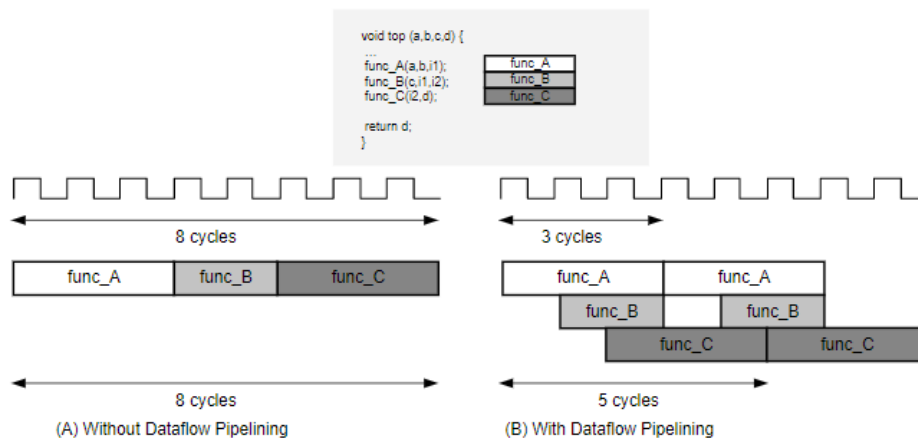 void top (a,b,c,d) {
...
func_A(a,b,i1);
func_B(c,i1,i2);
func_C(i2,d);
return d;
}
func_A
func_B
func_C
8 cycles
func_A func_B func_C
8 cycles
(A) Without Dataflow Pipelining
3 cycles
func_A func_A
func_B func_B
func_C func_C
5 cycles
(B) With Dataflow Pipelining